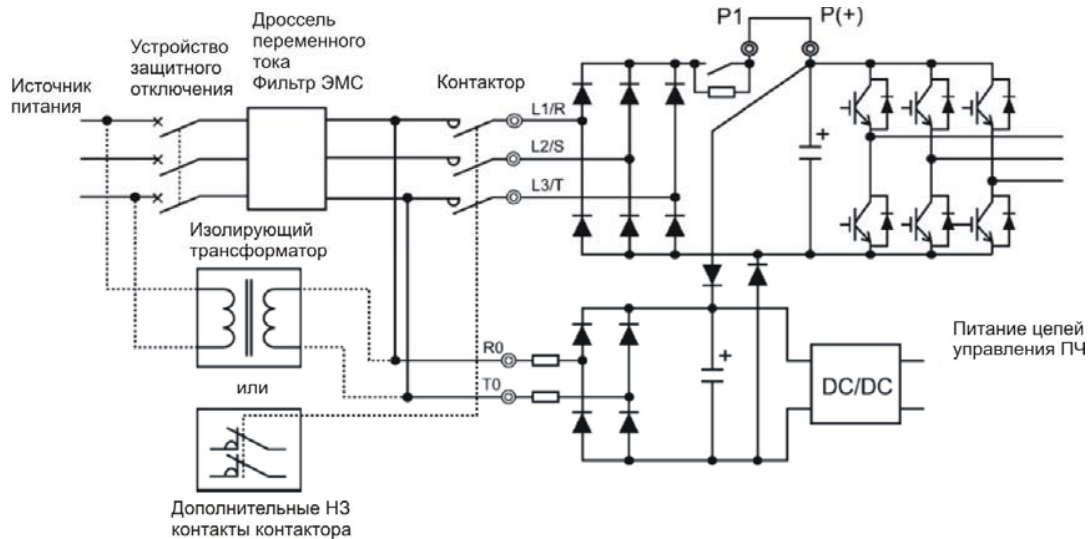 Источник
питания
Устройство
защитного
отключения
Дроссель
переменного
тока
Фильтр ЭМС
Контактор
L1/R
L2/S
L3/T
P1
P(+)
+
Изолирующий
трансформатор
или
Дополнительные НЗ
контакты контактора
R0
T0
+
DC/DC
Питание цепей
управления ПЧ